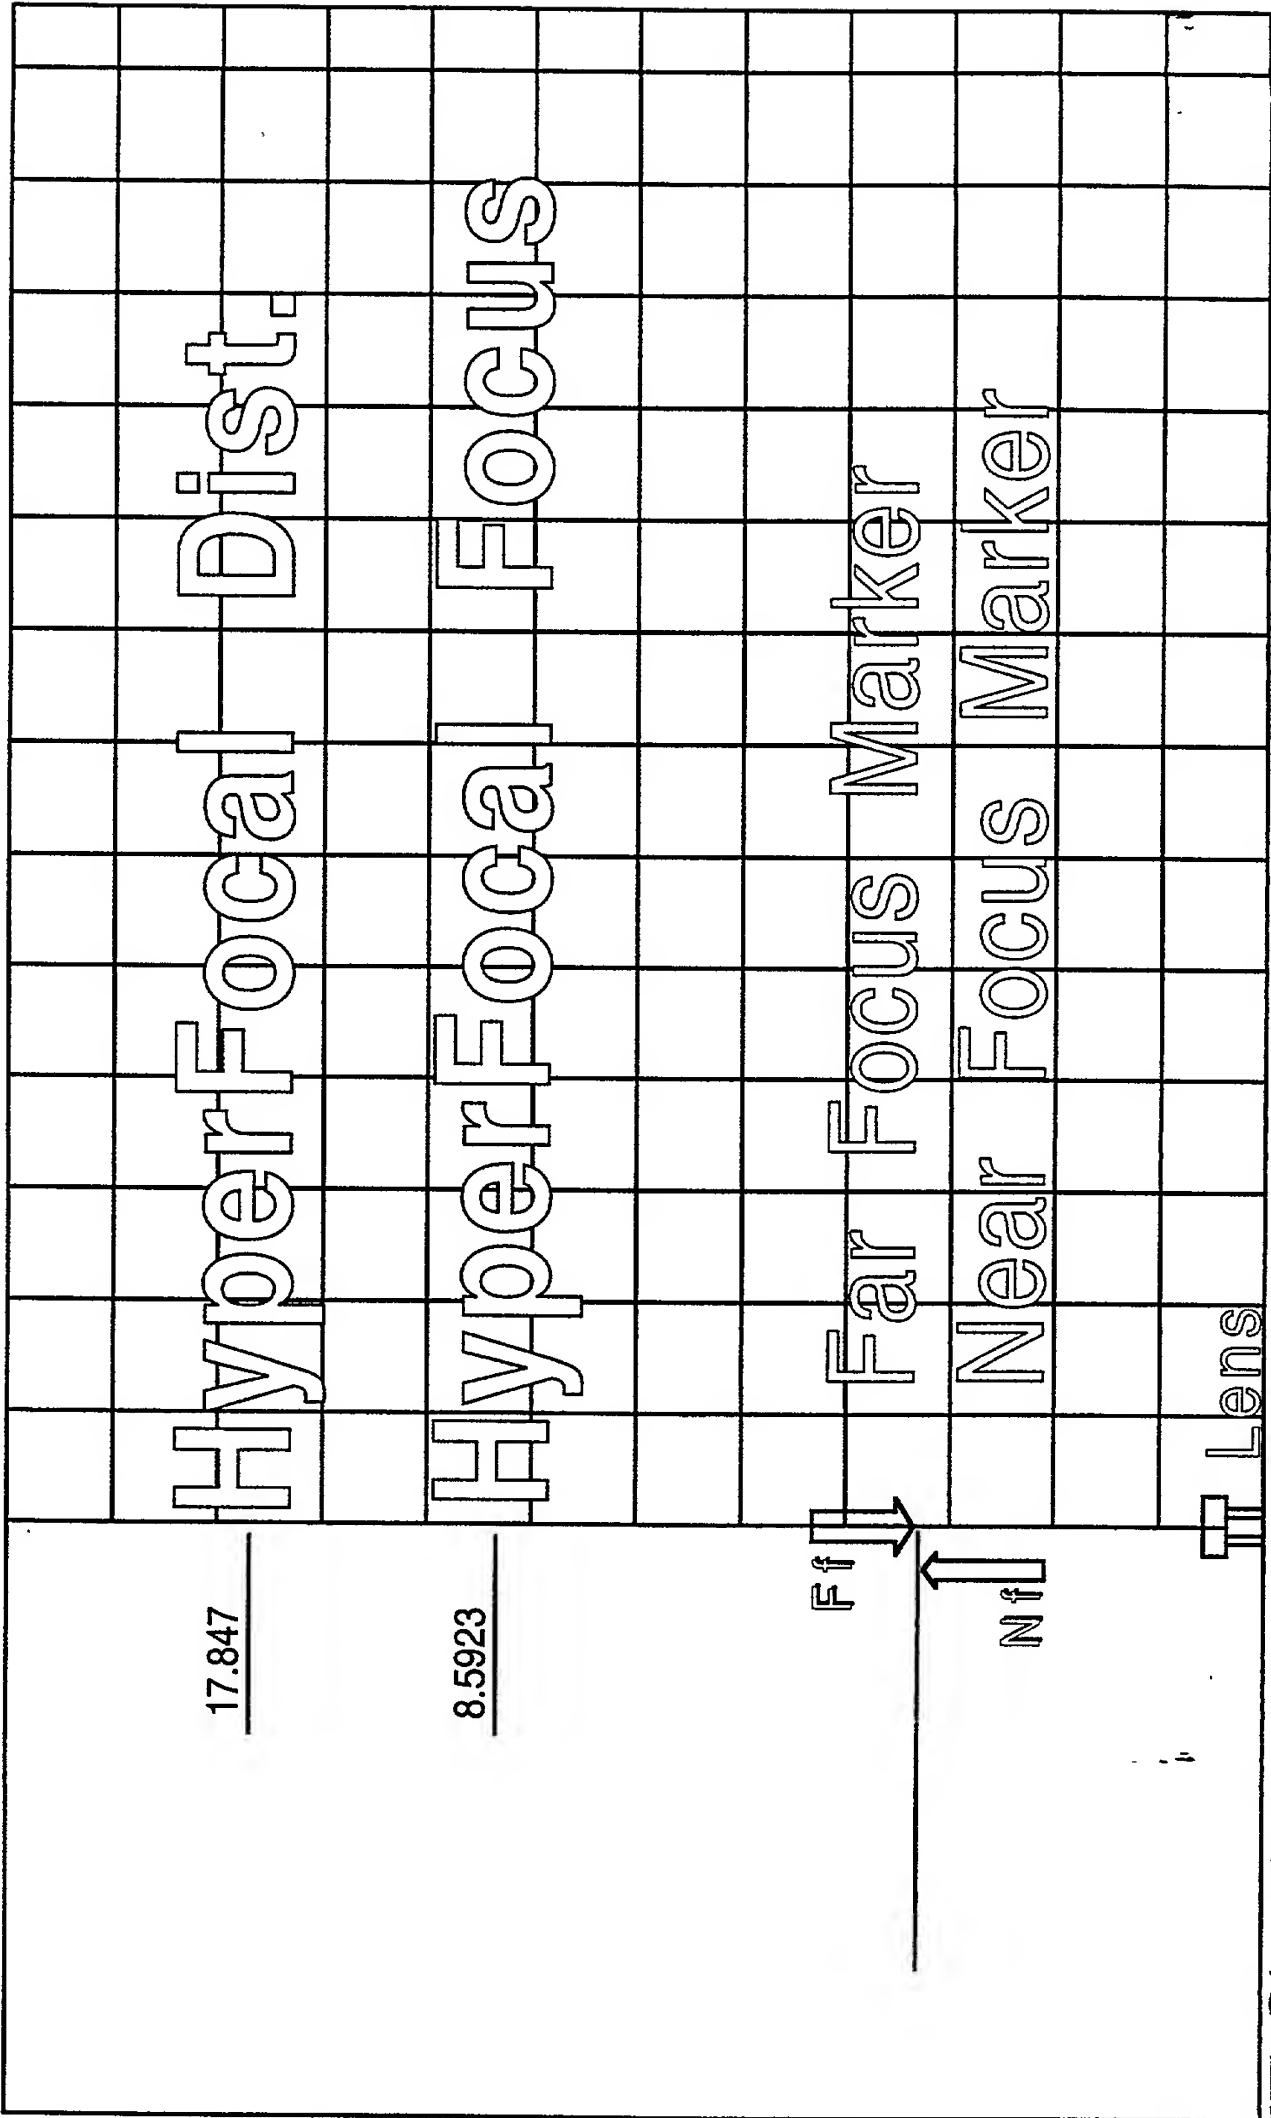 17.847
HyperFocal Dist.
8.5923
HyperFocal Focus
Ff
Far Focus Marker
Nf
Near Focus Marker
Lens